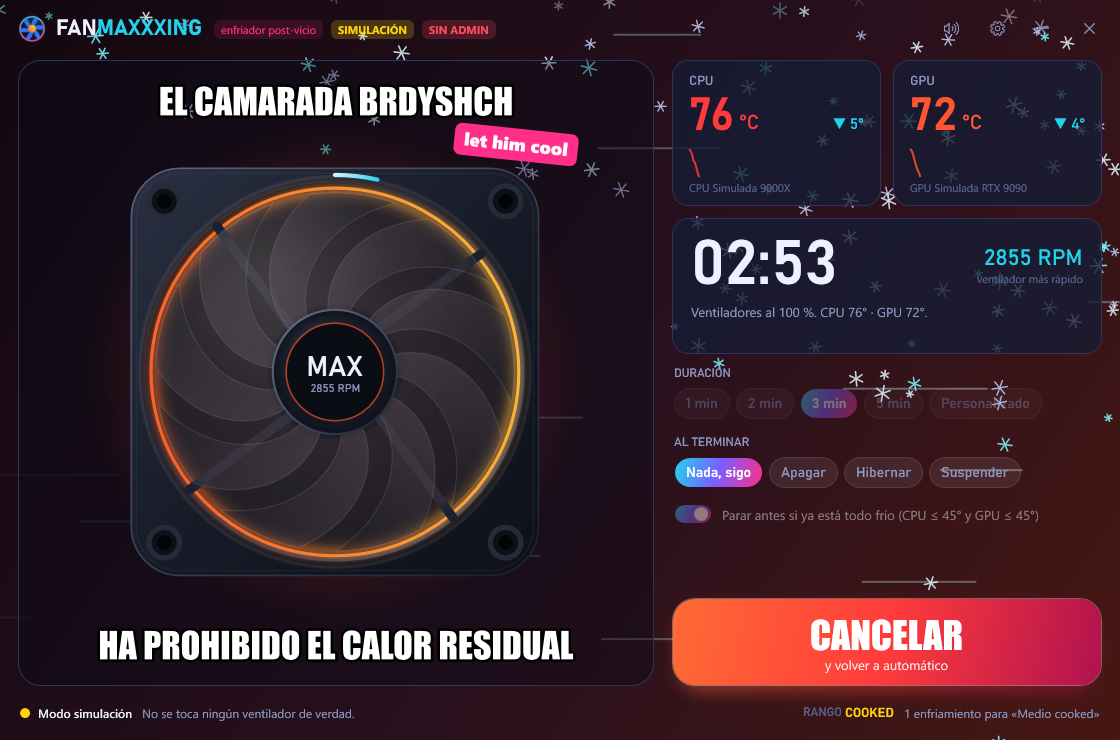 FANMAXXXING
enfriador post-vicio
SIMULACIÓN
SIN ADMIN
EL CAMARADA BRDYSHCH
let him cool
MAX
2855 RPM
HA PROHIBIDO EL CALOR RESIDUAL
CPU
76 °C
▼ 5°
CPU Simulada 9000X
GPU
72 °C
▼ 4°
GPU Simulada RTX 9090
02:53
2855 RPM
ventilador más rápido
Ventiladores al 100 %. CPU 76° · GPU 72°.
DURACIÓN
1 min
2 min
3 min
5 min
Personalizado
AL TERMINAR
Nada, sigo
Apagar
Hibernar
Suspender
Parar antes si ya está todo frío (CPU ≤ 45° y GPU ≤ 45°)
CANCELAR
y volver a automático
Modo simulación No se toca ningún ventilador de verdad.
RANGO COOKED 1 enfriamiento para «Medio cooked»